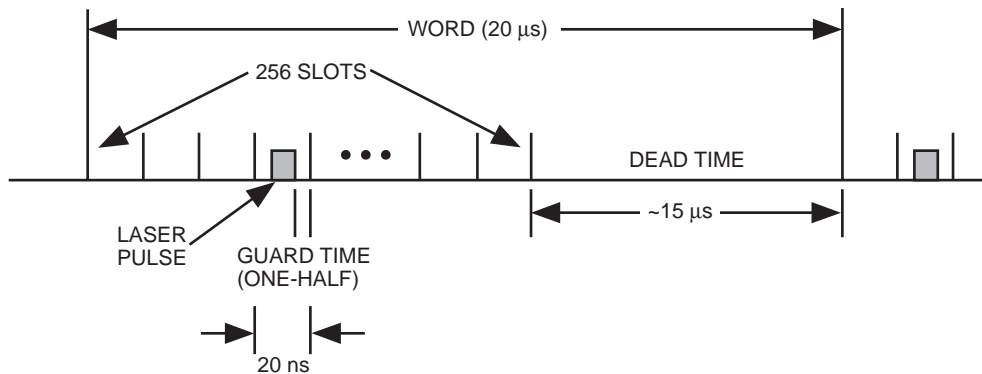 WORD (20 μs)
256 SLOTS
DEAD TIME
~15 μs
LASER
PULSE
GUARD TIME
(ONE-HALF)
20 ns